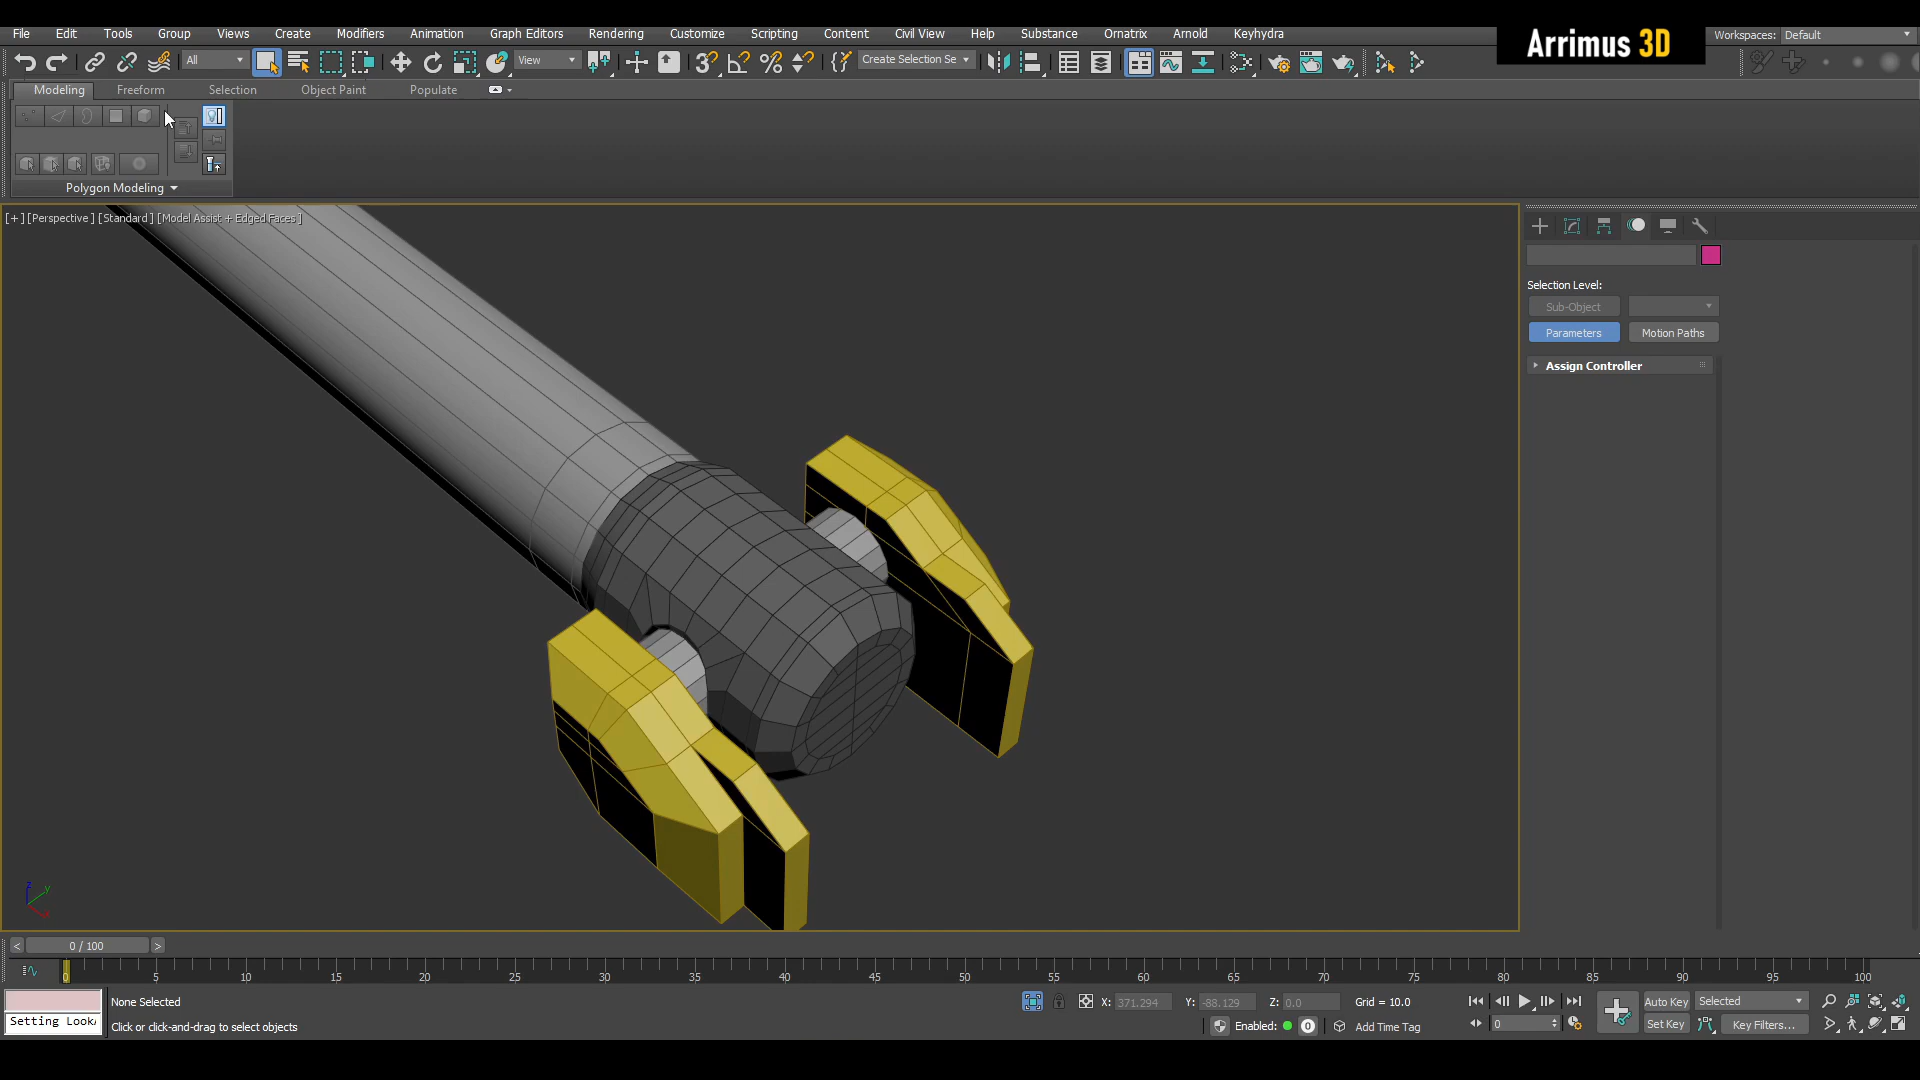 File Edit Tools Group Views Create Modifiers Animation Graph Editors Rendering Customize Scripting Content Civil View Help Substance Ornatrix Arnold Keyhydra
Arrimus 3D
Workspaces: Default
All
View
Create Selection Se
Modeling Freeform Selection Object Paint Populate
Polygon Modeling
[+] [Perspective] [Standard] [Model Assist + Edged Faces]
Selection Level:
Sub-Object
Parameters Motion Paths
Assign Controller
z
y
x
< 0 / 100 >
0 5 10 15 20 25 30 35 40 45 50 55 60 65 70 75 80 85 90 95 100
None Selected
X: 371.294 Y: -88.129 Z: 0.0 Grid = 10.0
Auto Key Selected
Setting Look
Click or click-and-drag to select objects
Enabled: 0 Add Time Tag
0
Set Key Key Filters...